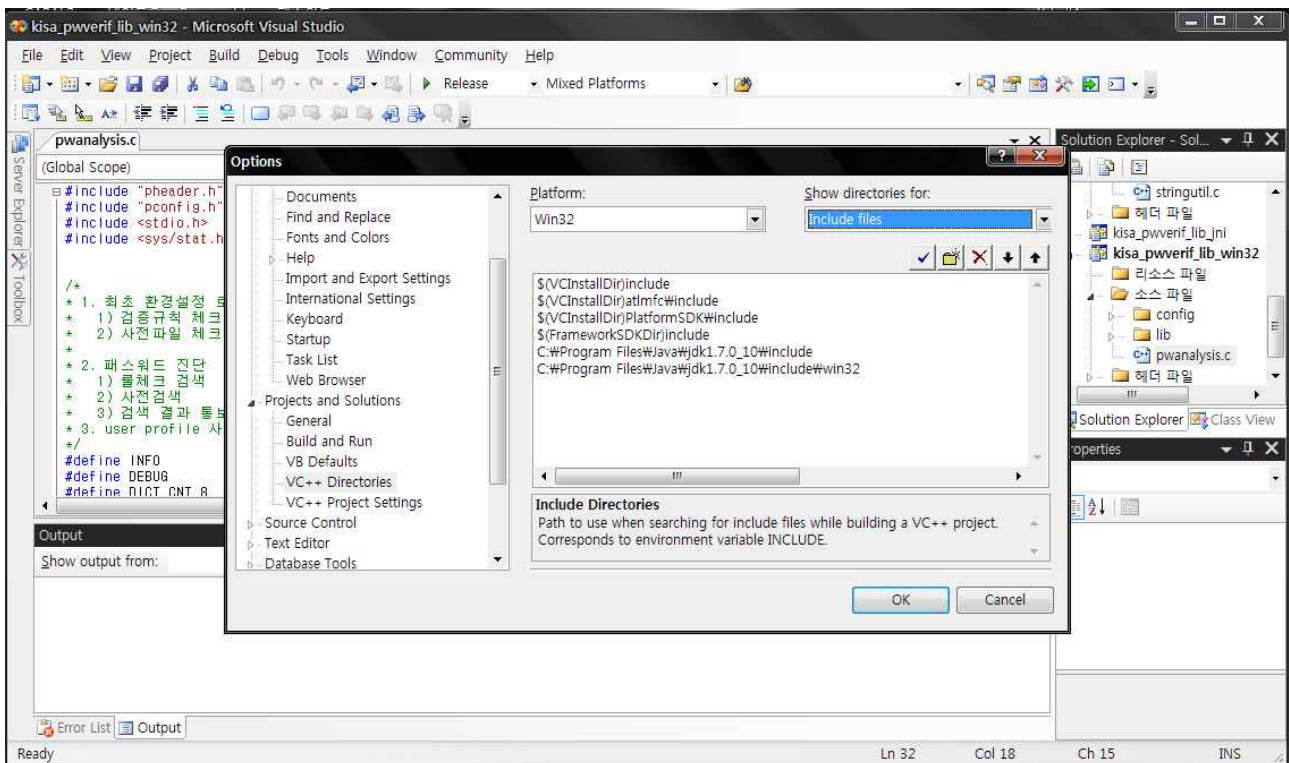 kisa_pwverif_lib_win32 - Microsoft Visual Studio
File Edit View Project Build Debug Tools Window Community Help
Release Mixed Platforms
Server Explorer
Toolbox
pwanalysis.c
(Global Scope)
#include "pheader.h"
#include "pconfig.h"
#include <stdio.h>
#include <sys/stat.h
/*
* 1. 최초 환경설정
* 1) 검증규칙 체크
* 2) 사전파일 체크
*
* 2. 패스워드 진단
* 1) 룰체크 검색
* 2) 사전검색
* 3) 검색 결과 통보
* 3. user profile 사
*/
#define INFO
#define DEBUG
#define DICT_CNT 8
Options
Documents
Find and Replace
Fonts and Colors
Help
Import and Export Settings
International Settings
Keyboard
Startup
Task List
Web Browser
Projects and Solutions
General
Build and Run
VB Defaults
VC++ Directories
VC++ Project Settings
Source Control
Text Editor
Database Tools
Platform:
Win32
Show directories for:
Include files
$(VCInstallDir)include
$(VCInstallDir)atlmfc₩include
$(VCInstallDir)PlatformSDK₩include
$(FrameworkSDKDir)include
C:₩Program Files₩Java₩jdk1.7.0_10₩include
C:₩Program Files₩Java₩jdk1.7.0_10₩include₩win32
Include Directories
Path to use when searching for include files while building a VC++ project.
Corresponds to environment variable INCLUDE.
OK Cancel
Solution Explorer - Sol...
stringutil.c
헤더 파일
kisa_pwverif_lib_jni
kisa_pwverif_lib_win32
리소스 파일
소스 파일
config
lib
pwanalysis.c
헤더 파일
Solution Explorer Class View
roperties
Output
Show output from:
Error List Output
Ready Ln 32 Col 18 Ch 15 INS